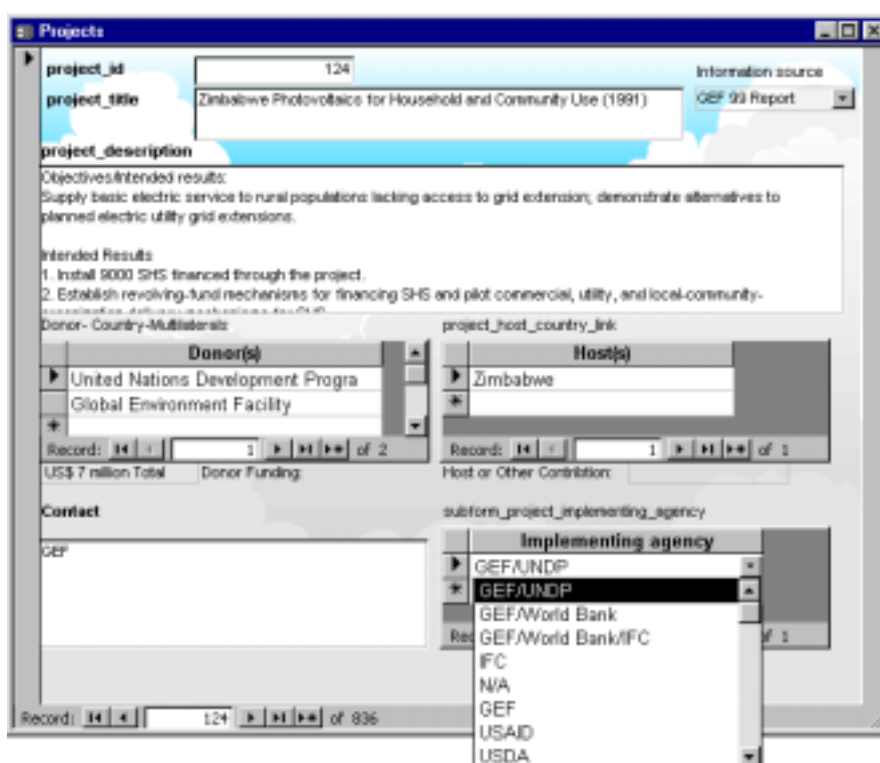 Projects
project_id 124
Information source
project_title Zimbabwe Photovoltaics for Household and Community Use (1991) GEF 99 Report
project_description
Objectives/Intended results:
Supply basic electric service to rural populations lacking access to grid extension; demonstrate alternatives to
planned electric utility grid extensions.
Intended Results
1. Install 9000 SHS financed through the project.
2. Establish revolving-fund mechanisms for financing SHS and pilot commercial, utility, and local-community-
Donor- Country-Multilaterals project_host_country_link
Donor(s) Host(s)
United Nations Development Progra Zimbabwe
Global Environment Facility
Record: 1 of 2 Record: 1 of 1
US$ 7 million Total Donor Funding: Host or Other Contribtion:
Contact subform_project_implementing_agency
Implementing agency
GEF GEF/UNDP
GEF/UNDP
GEF/World Bank
Rec GEF/World Bank/IFC of 1
IFC
N/A
GEF
Record: 124 of 836
USAID
USDA